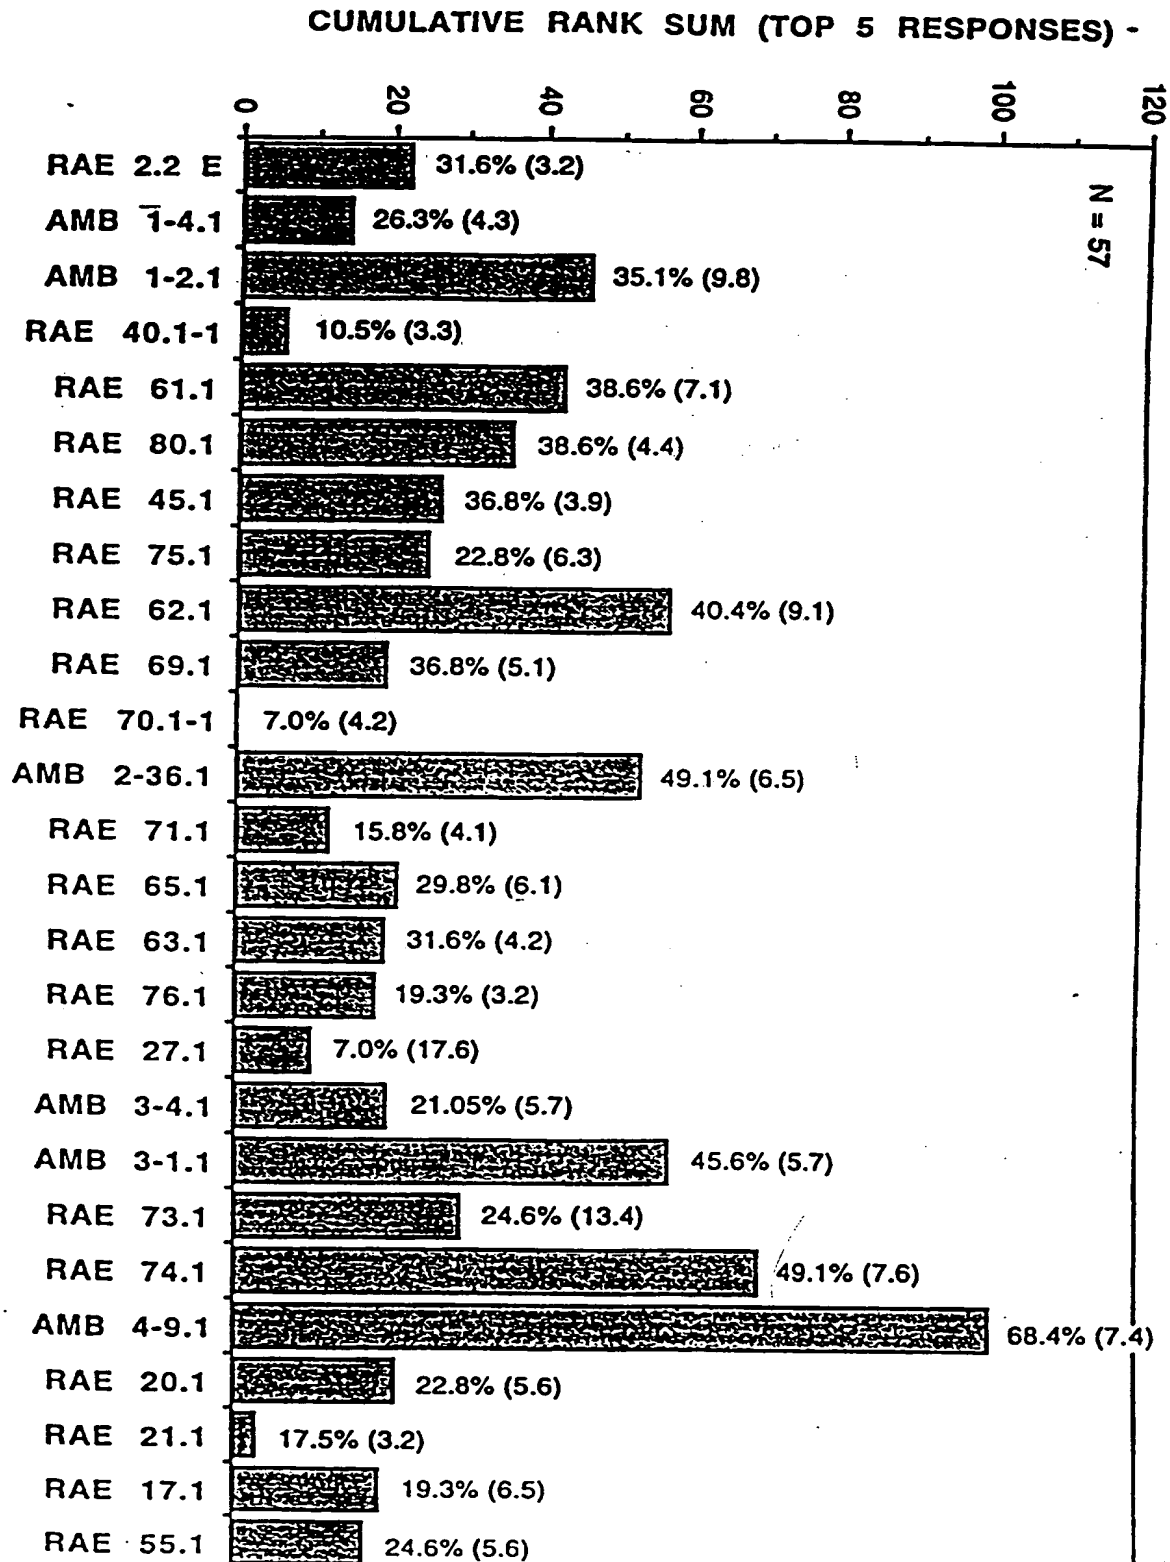 CUMULATIVE RANK SUM (TOP 5 RESPONSES) -
0 20 40 60 80 100 120
N = 57
RAE 2.2 E 31.6% (3.2)
AMB 1-4.1 26.3% (4.3)
AMB 1-2.1 35.1% (9.8)
RAE 40.1-1 10.5% (3.3)
RAE 61.1 38.6% (7.1)
RAE 80.1 38.6% (4.4)
RAE 45.1 36.8% (3.9)
RAE 75.1 22.8% (6.3)
RAE 62.1 40.4% (9.1)
RAE 69.1 36.8% (5.1)
RAE 70.1-1 7.0% (4.2)
AMB 2-36.1 49.1% (6.5)
RAE 71.1 15.8% (4.1)
RAE 65.1 29.8% (6.1)
RAE 63.1 31.6% (4.2)
RAE 76.1 19.3% (3.2)
RAE 27.1 7.0% (17.6)
AMB 3-4.1 21.05% (5.7)
AMB 3-1.1 45.6% (5.7)
RAE 73.1 24.6% (13.4)
RAE 74.1 49.1% (7.6)
AMB 4-9.1 68.4% (7.4)
RAE 20.1 22.8% (5.6)
RAE 21.1 17.5% (3.2)
RAE 17.1 19.3% (6.5)
RAE 55.1 24.6% (5.6)